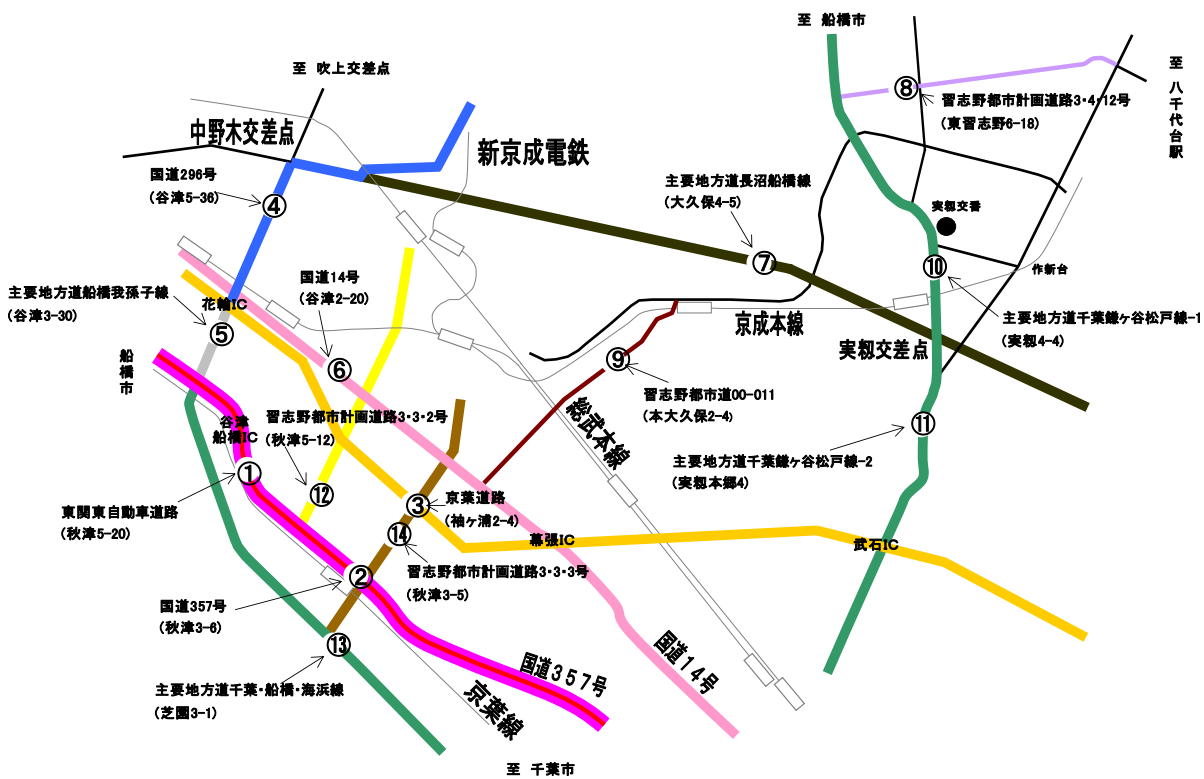 至 船橋市
至 吹上交差点
至 八千代台駅
⑧
習志野都市計画道路3・4・12号
(東習志野6-18)
中野木交差点
新京成電鉄
国道296号
(谷津5-36)
④
主要地方道長沼船橋線
(大久保4-5)
⑦
実籾交番
⑩
作新台
主要地方道船橋我孫子線
(谷津3-30)
花輪IC
⑤
国道14号
(谷津2-20)
⑥
京成本線
実籾交差点
主要地方道千葉鎌ヶ谷松戸線-1
(実籾4-4)
船橋市
⑨
習志野市道00-011
(本大久保2-4)
谷津船橋IC
習志野都市計画道路3・3・2号
(秋津5-12)
総武本線
⑪
主要地方道千葉鎌ヶ谷松戸線-2
(実籾本郷4)
①
⑫
東関東自動車道路
(秋津5-20)
③
京葉道路
(袖ヶ浦2-4)
⑭
幕張IC
武石IC
習志野都市計画道路3・3・3号
(秋津3-5)
②
国道357号
(秋津3-6)
⑬
主要地方道千葉・船橋・海浜線
(芝園3-1)
国道357号
国道14号
京葉線
至 千葉市